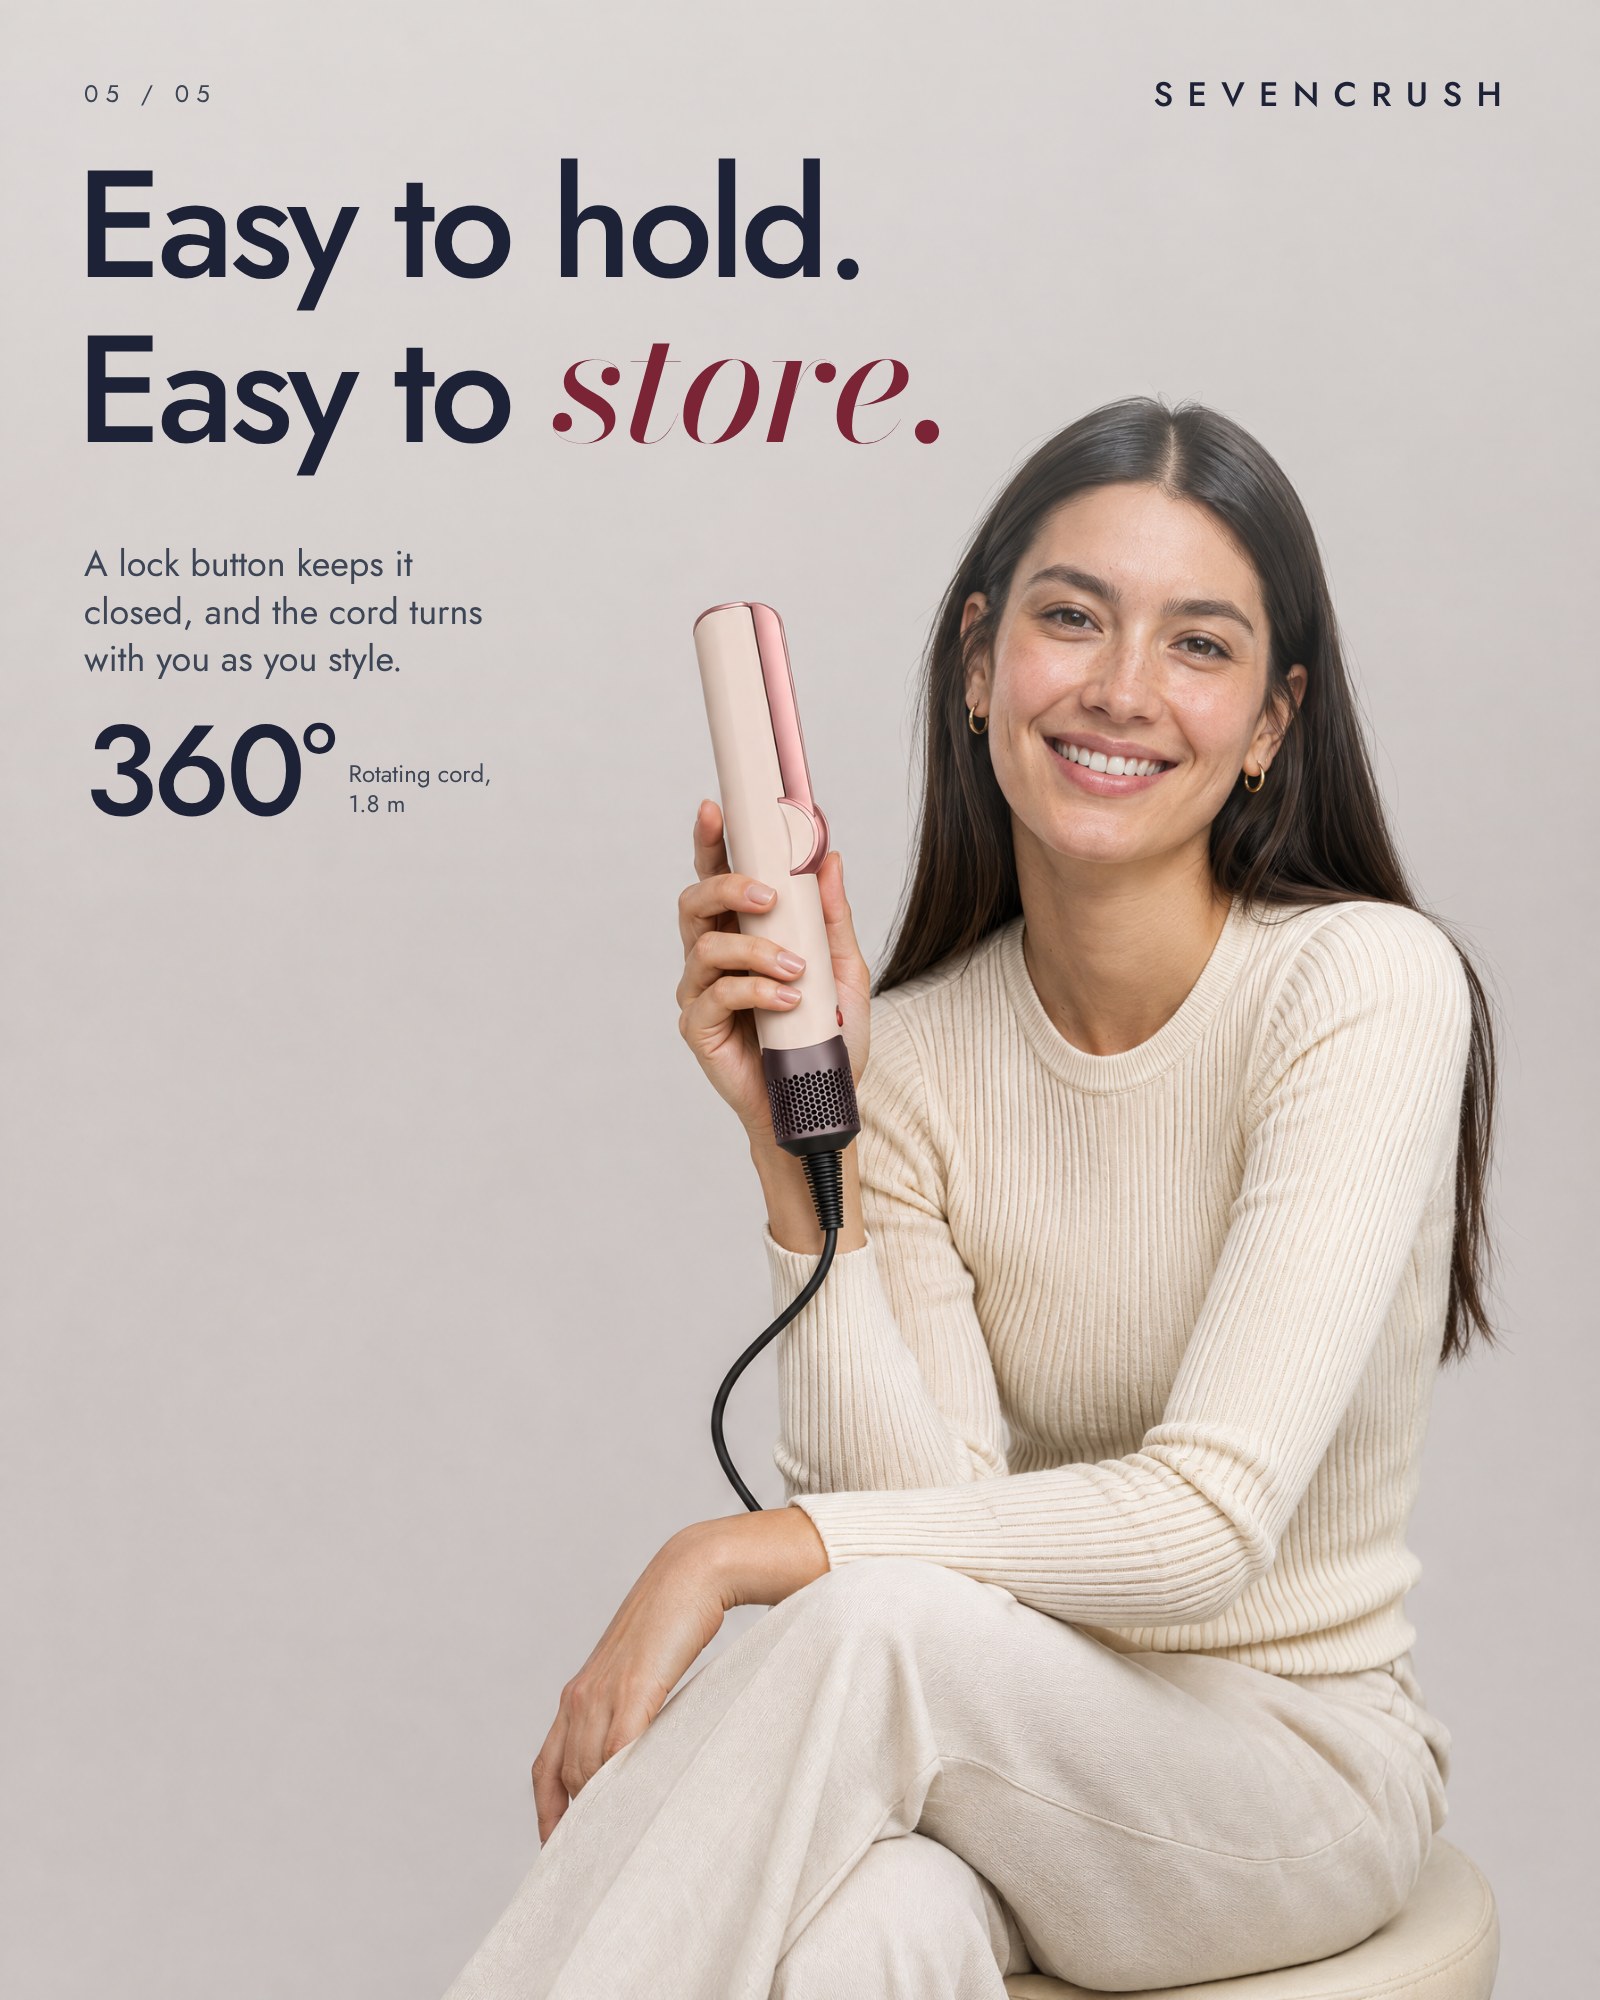 05 / 05
SEVENCRUSH
Easy to hold.
Easy to store.
A lock button keeps it
closed, and the cord turns
with you as you style.
360°
Rotating cord,
1.8 m